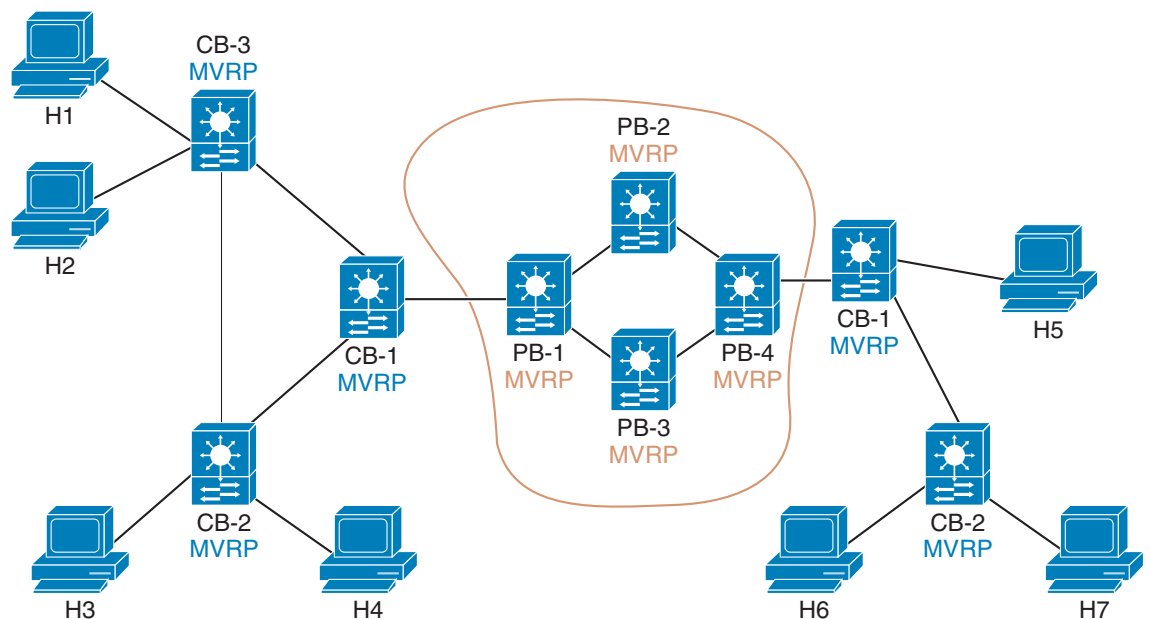 CB-3
MVRP
H1
H2
PB-2
MVRP
CB-1
MVRP
PB-1
MVRP
PB-4
MVRP
PB-3
MVRP
CB-1
MVRP
H5
CB-2
MVRP
H3
H4
CB-2
MVRP
H6
H7